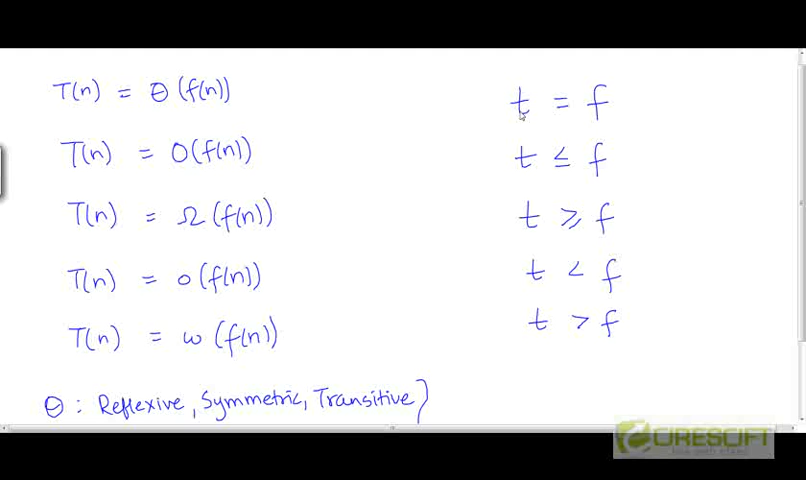 T(n) = Θ (f(n)) t = f
T(n) = O(f(n)) t ≤ f
T(n) = Ω (f(n)) t ≥ f
T(n) = o (f(n)) t < f
T(n) = ω (f(n)) t > f
Θ : Reflexive, Symmetric, Transitive }